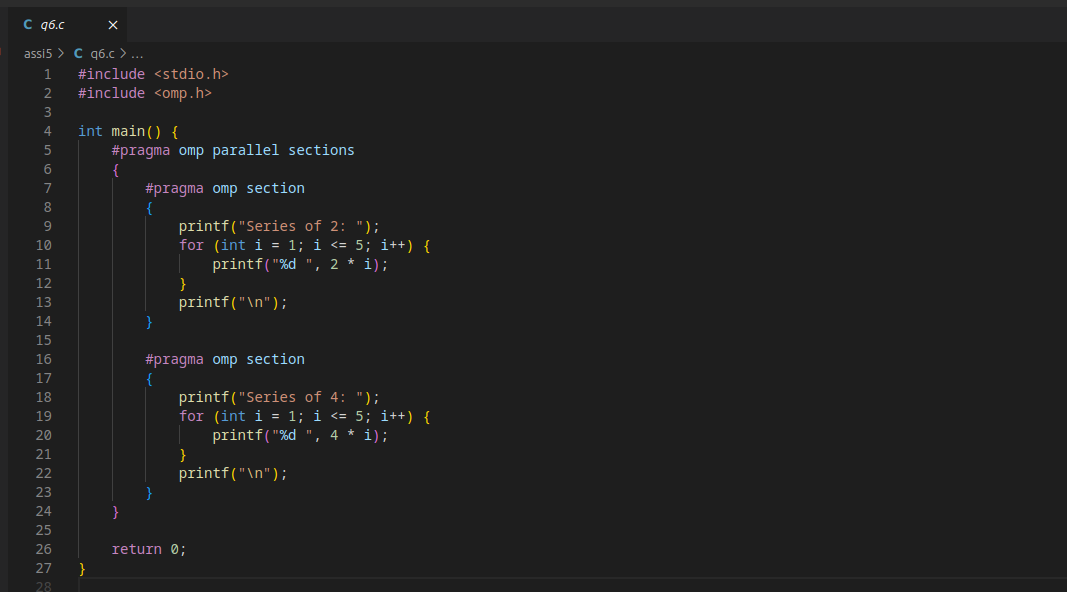 C q6.c ×
assi5 > C q6.c > ...
1 #include <stdio.h>
2 #include <omp.h>
3
4 int main() {
5     #pragma omp parallel sections
6     {
7         #pragma omp section
8         {
9             printf("Series of 2: ");
10             for (int i = 1; i <= 5; i++) {
11                 printf("%d ", 2 * i);
12             }
13             printf("\n");
14         }
15
16         #pragma omp section
17         {
18             printf("Series of 4: ");
19             for (int i = 1; i <= 5; i++) {
20                 printf("%d ", 4 * i);
21             }
22             printf("\n");
23         }
24     }
25
26     return 0;
27 }
28